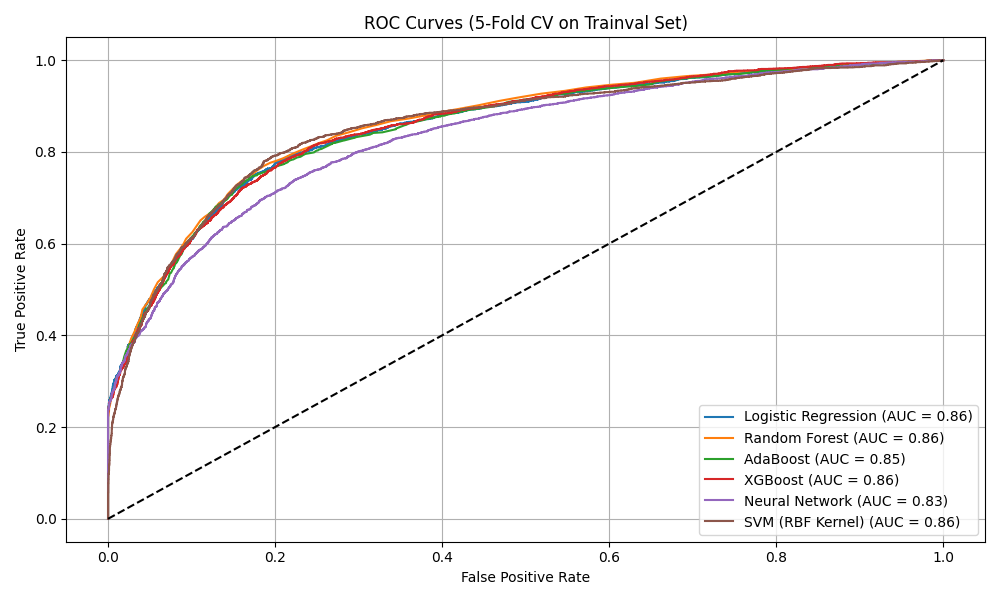 ROC Curves (5-Fold CV on Trainval Set)
True Positive Rate
1.0
0.8
0.6
0.4
0.2
0.0
0.0 0.2 0.4 0.6 0.8 1.0
False Positive Rate
Logistic Regression (AUC = 0.86)
Random Forest (AUC = 0.86)
AdaBoost (AUC = 0.85)
XGBoost (AUC = 0.86)
Neural Network (AUC = 0.83)
SVM (RBF Kernel) (AUC = 0.86)